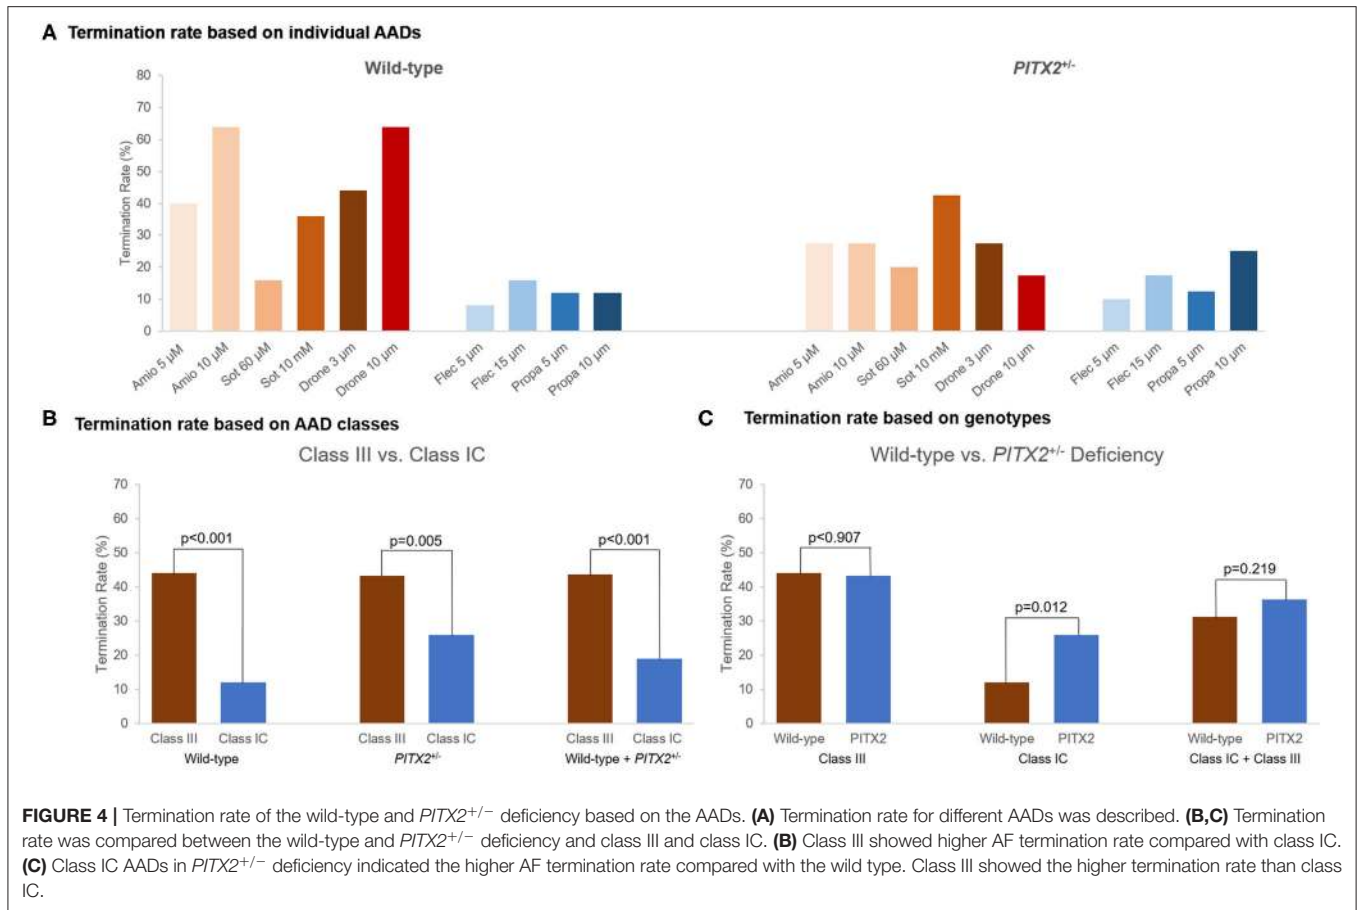 A Termination rate based on individual AADs
Wild-type
PITX2+/-
Termination Rate (%)
80
70
60
50
40
30
20
10
0
Amio 5 µM
Amio 10 µM
Sot 60 µM
Sot 10 mM
Drone 3 µm
Drone 10 µm
Flec 5 µm
Flec 15 µm
Propa 5 µm
Propa 10 µm
Amio 5 µM
Amio 10 µM
Sot 60 µM
Sot 10 mM
Drone 3 µm
Drone 10 µm
Flec 5 µm
Flec 15 µm
Propa 5 µm
Propa 10 µm
B Termination rate based on AAD classes
Class III vs. Class IC
Termination Rate (%)
70
60
50
40
30
20
10
0
p<0.001
p=0.005
p<0.001
Class III Class IC
Wild-type
Class III Class IC
PITX2+/-
Class III Class IC
Wild-type + PITX2+/-
C Termination rate based on genotypes
Wild-type vs. PITX2+/- Deficiency
Termination Rate (%)
70
60
50
40
30
20
10
0
p<0.907
p=0.012
p=0.219
Wild-ype PITX2
Class III
Wild-type PITX2
Class IC
Wild-type PITX2
Class IC + Class III
FIGURE 4 | Termination rate of the wild-type and PITX2+/− deficiency based on the AADs. (A) Termination rate for different AADs was described. (B,C) Termination
rate was compared between the wild-type and PITX2+/− deficiency and class III and class IC. (B) Class III showed higher AF termination rate compared with class IC.
(C) Class IC AADs in PITX2+/− deficiency indicated the higher AF termination rate compared with the wild type. Class III showed the higher termination rate than class
IC.